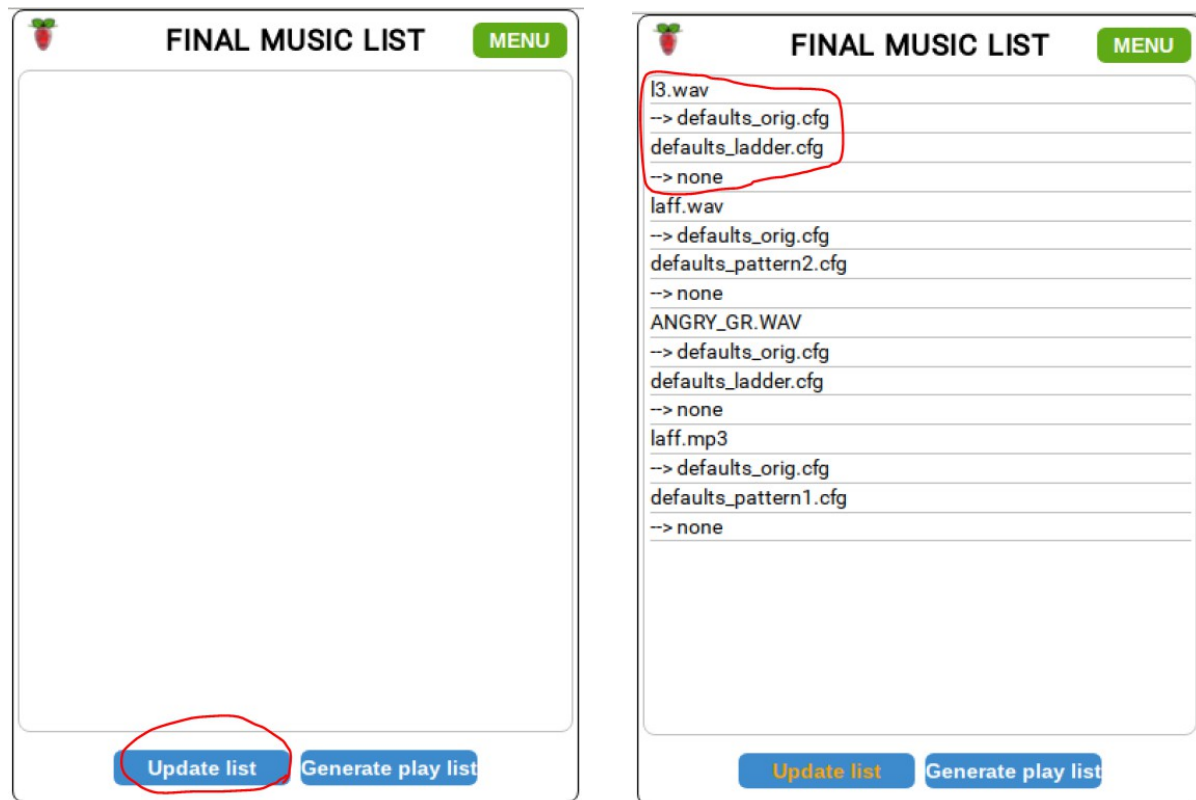 FINAL MUSIC LIST
MENU
Update list
Generate play list
FINAL MUSIC LIST
MENU
l3.wav
--> defaults_orig.cfg
defaults_ladder.cfg
--> none
laff.wav
--> defaults_orig.cfg
defaults_pattern2.cfg
--> none
ANGRY_GR.WAV
--> defaults_orig.cfg
defaults_ladder.cfg
--> none
laff.mp3
--> defaults_orig.cfg
defaults_pattern1.cfg
--> none
Update list
Generate play list